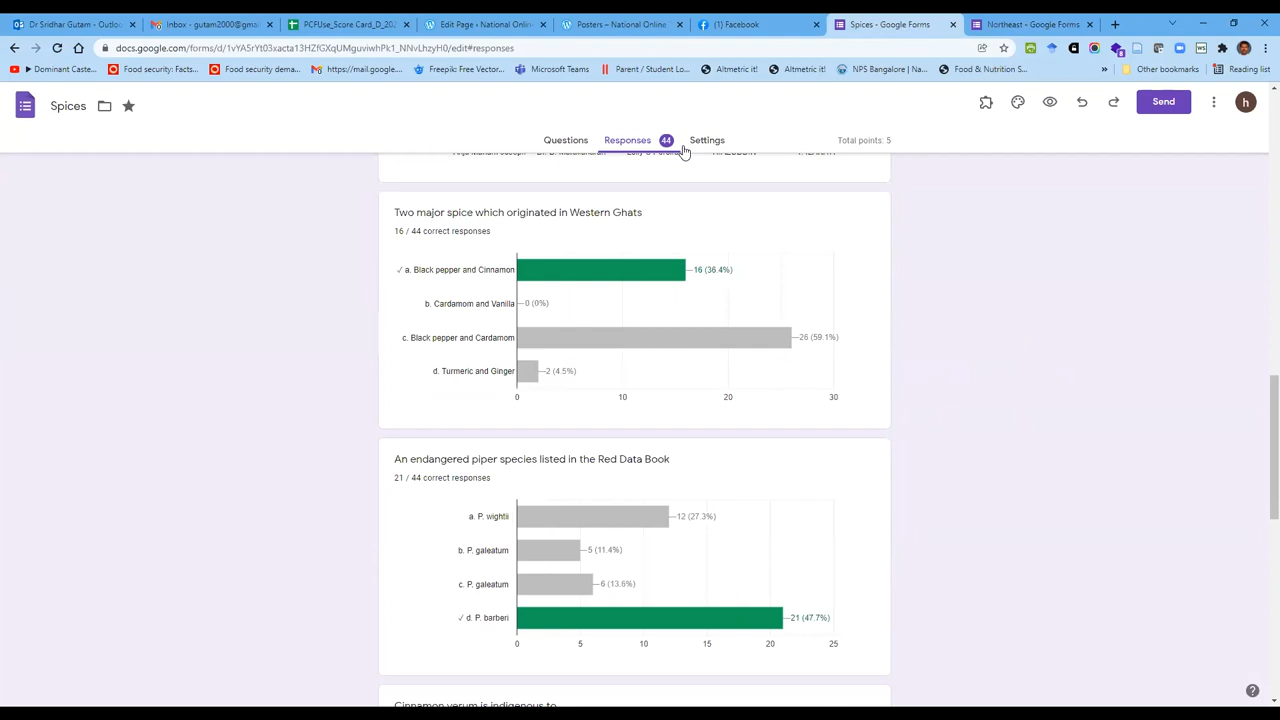 Dr Sridhar Gutam - Outloo
Inbox - gutam2000@gmai
PCFUse_Score Card_D_202
Edit Page ‹ National Onlin
Posters – National Online
(1) Facebook
Spices - Google Forms
Northeast - Google Forms
docs.google.com/forms/d/1vYA5rYt03xacta13HZfGXqUMguviwhPk1_NNvLhzyH0/edit#responses
Dominant Caste...
Food security: Facts...
Food security dema...
https://mail.google....
Freepik: Free Vector...
Microsoft Teams
Parent / Student Lo...
Altmetric it!
Altmetric it!
NPS Bangalore | Na...
Food & Nutrition S...
»
Other bookmarks
Reading list
Spices
Send
h
Questions
Responses 44
Settings
Total points: 5
Two major spice which originated in Western Ghats
16 / 44 correct responses
✓ a. Black pepper and Cinnamon
16 (36.4%)
b. Cardamom and Vanilla
0 (0%)
c. Black pepper and Cardamom
26 (59.1%)
d. Turmeric and Ginger
2 (4.5%)
0 10 20 30
An endangered piper species listed in the Red Data Book
21 / 44 correct responses
a. P. wightii
12 (27.3%)
b. P. galeatum
5 (11.4%)
c. P. galeatum
6 (13.6%)
✓ d. P. barberi
21 (47.7%)
0 5 10 15 20 25
Cinnamon verum is indigenous to